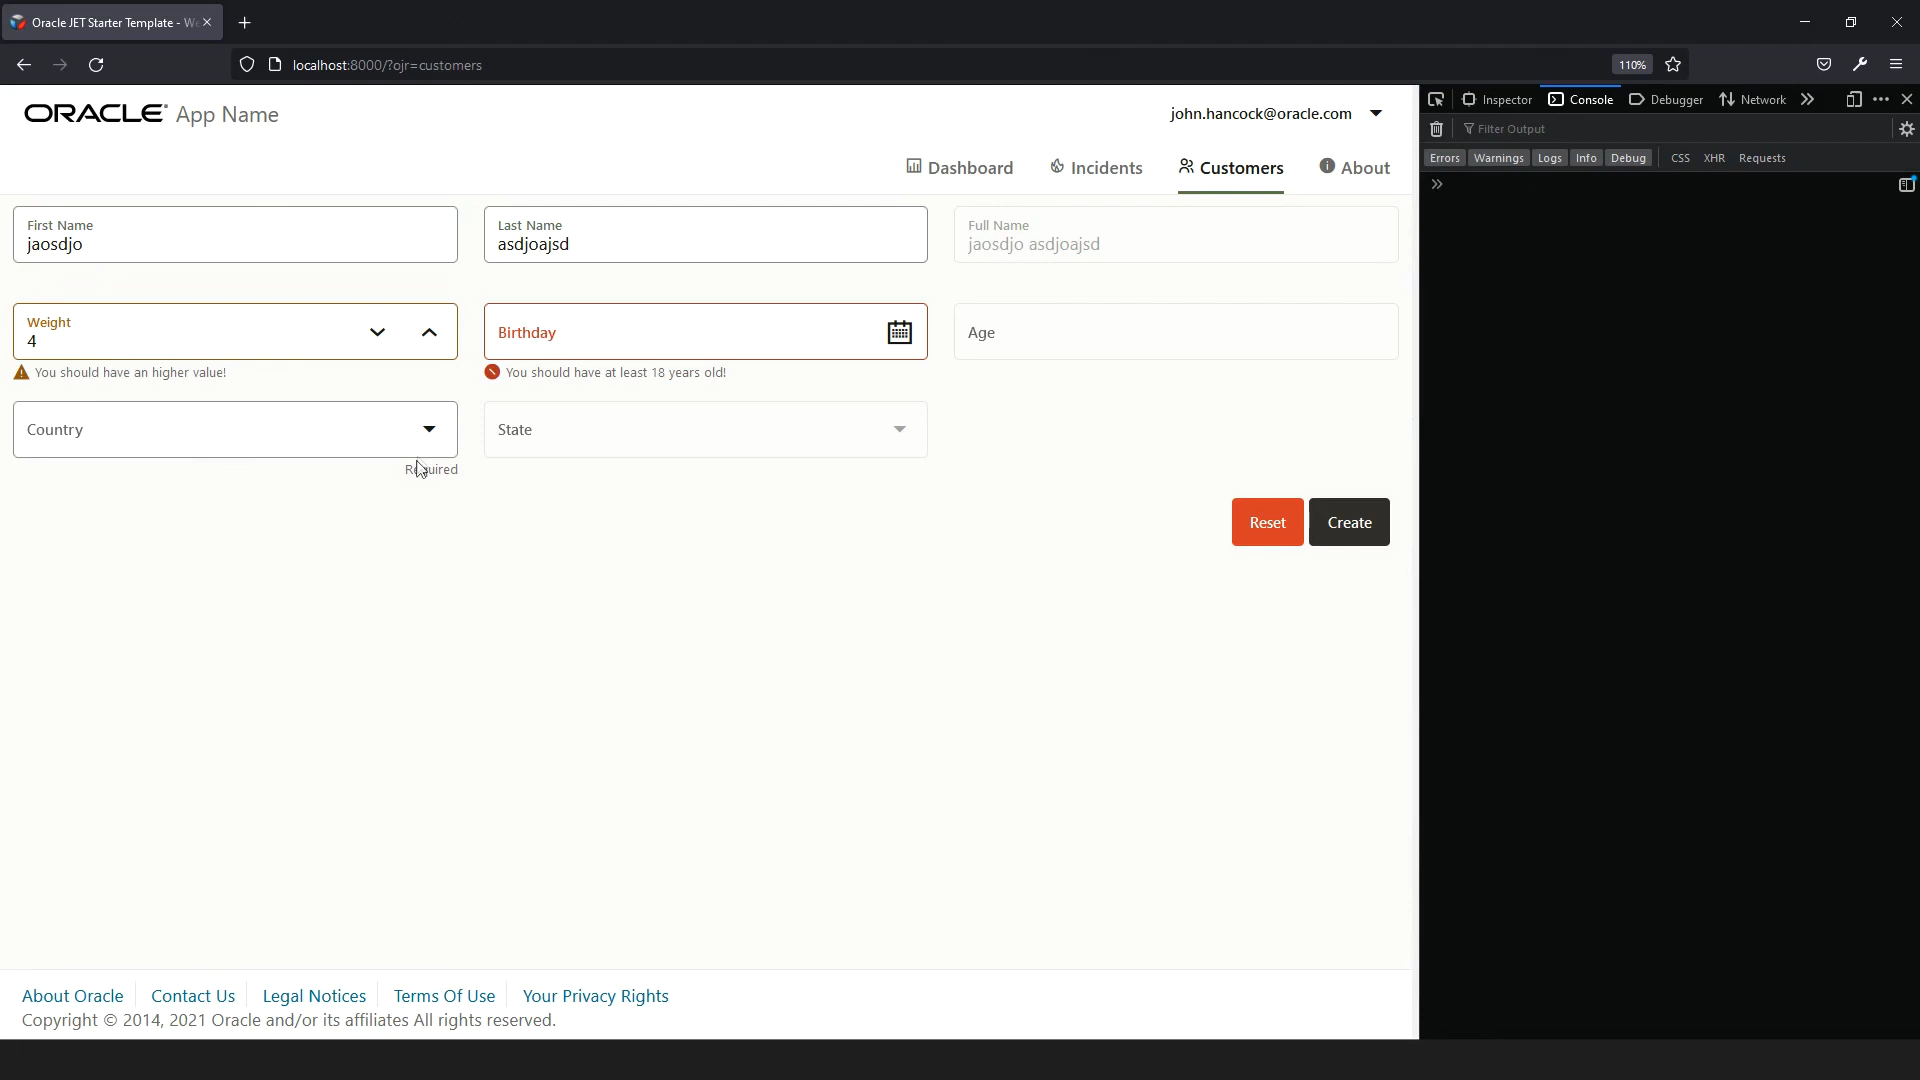 Oracle JET Starter Template - We
localhost:8000/?ojr=customers
110%
ORACLE App Name
john.hancock@oracle.com
Dashboard
Incidents
Customers
About
First Name
jaosdjo
Last Name
asdjoajsd
Full Name
jaosdjo asdjoajsd
Weight
4
You should have an higher value!
Birthday
You should have at least 18 years old!
Age
Country
Required
State
Reset
Create
About Oracle
Contact Us
Legal Notices
Terms Of Use
Your Privacy Rights
Copyright © 2014, 2021 Oracle and/or its affiliates All rights reserved.
Inspector
Console
Debugger
Network
Filter Output
Errors
Warnings
Logs
Info
Debug
CSS
XHR
Requests